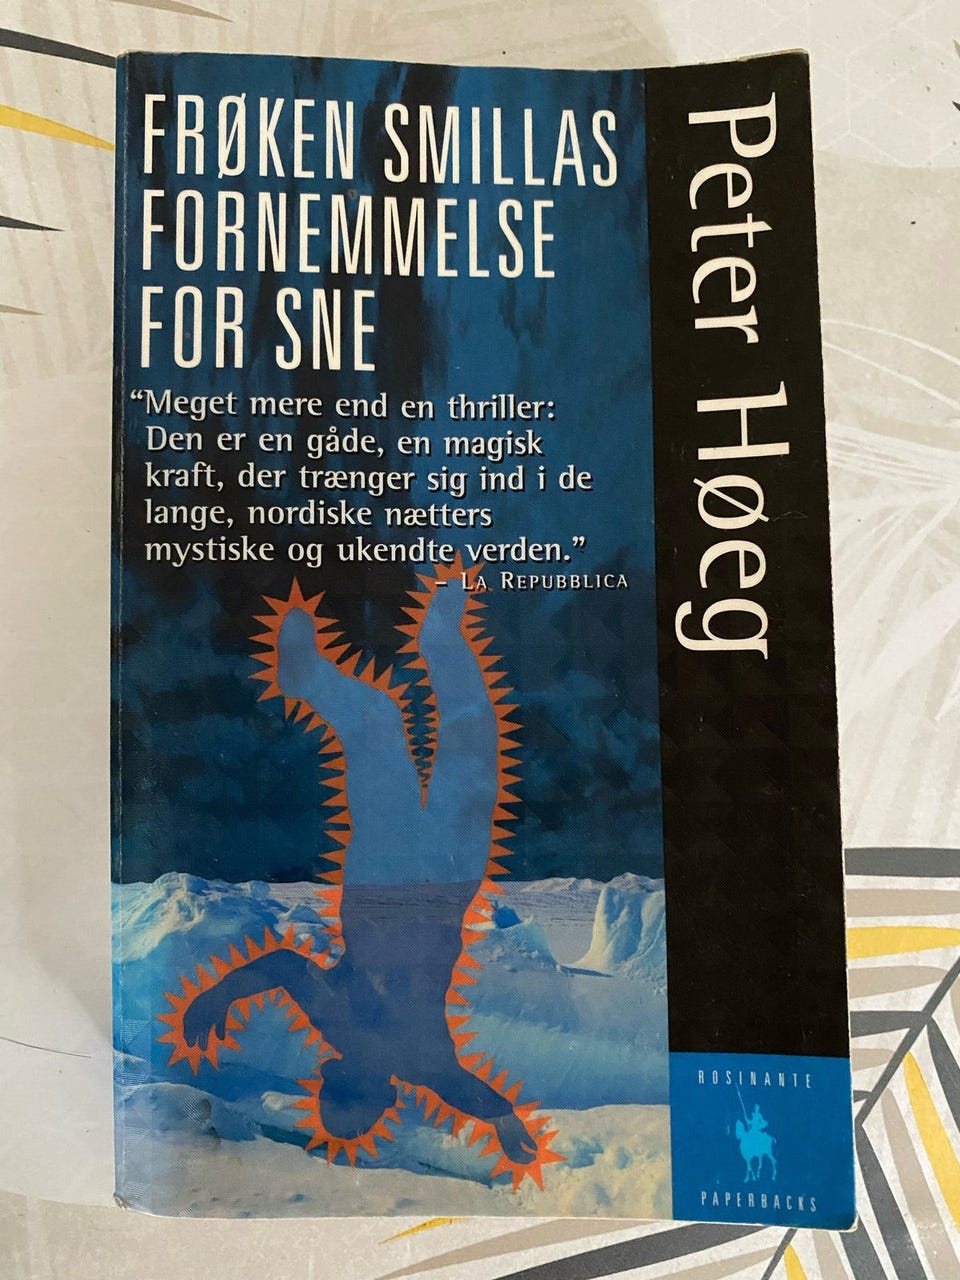 FRØKEN SMILLAS
FORNEMMELSE
FOR SNE
“Meget mere end en thriller:
Den er en gåde, en magisk
kraft, der trænger sig ind i de
lange, nordiske nætters
mystiske og ukendte verden.”
– LA REPUBBLICA
Peter Høeg
ROSINANTE
PAPERBACKS